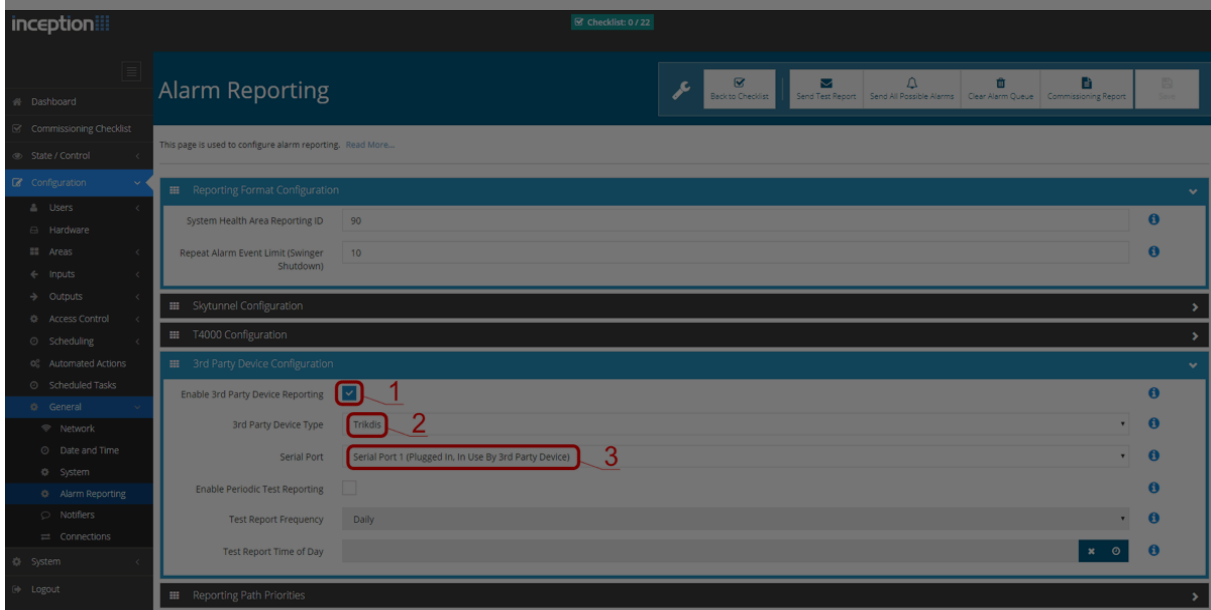 inception
Checklist: 0 / 22
Dashboard
Commissioning Checklist
State / Control
Configuration
Users
Hardware
Areas
Inputs
Outputs
Access Control
Scheduling
Automated Actions
Scheduled Tasks
General
Network
Date and Time
System
Alarm Reporting
Notifiers
Connections
System
Logout
Alarm Reporting
Back to Checklist
Send Test Report
Send All Possible Alarms
Clear Alarm Queue
Commissioning Report
Save
This page is used to configure alarm reporting. Read More...
Reporting Format Configuration
System Health Area Reporting ID 90
Repeat Alarm Event Limit (Swinger
Shutdown) 10
Skytunnel Configuration
T4000 Configuration
3rd Party Device Configuration
Enable 3rd Party Device Reporting 1
3rd Party Device Type Trikdis 2
Serial Port Serial Port 1 (Plugged In, In Use By 3rd Party Device) 3
Enable Periodic Test Reporting
Test Report Frequency Daily
Test Report Time of Day
Reporting Path Priorities